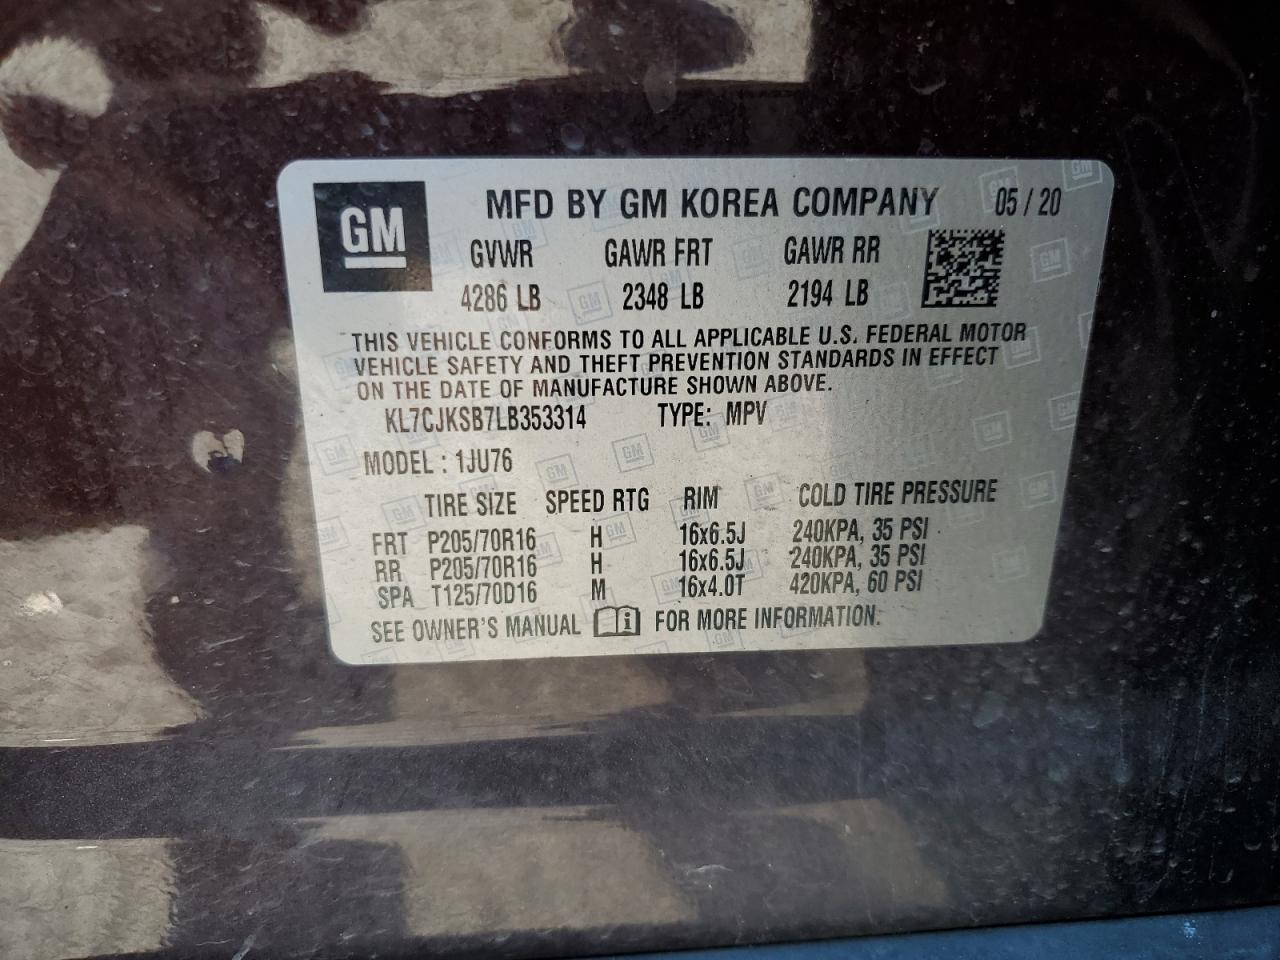 GM MFD BY GM KOREA COMPANY 05 / 20
GVWR GAWR FRT GAWR RR
4286 LB 2348 LB 2194 LB
THIS VEHICLE CONFORMS TO ALL APPLICABLE U.S. FEDERAL MOTOR
VEHICLE SAFETY AND THEFT PREVENTION STANDARDS IN EFFECT
ON THE DATE OF MANUFACTURE SHOWN ABOVE.
KL7CJKSB7LB353314 TYPE: MPV
MODEL : 1JU76
TIRE SIZE SPEED RTG RIM COLD TIRE PRESSURE
FRT P205/70R16 H 16x6.5J 240KPA, 35 PSI
RR P205/70R16 H 16x6.5J 240KPA, 35 PSI
SPA T125/70D16 M 16x4.0T 420KPA, 60 PSI
SEE OWNER'S MANUAL i FOR MORE INFORMATION.